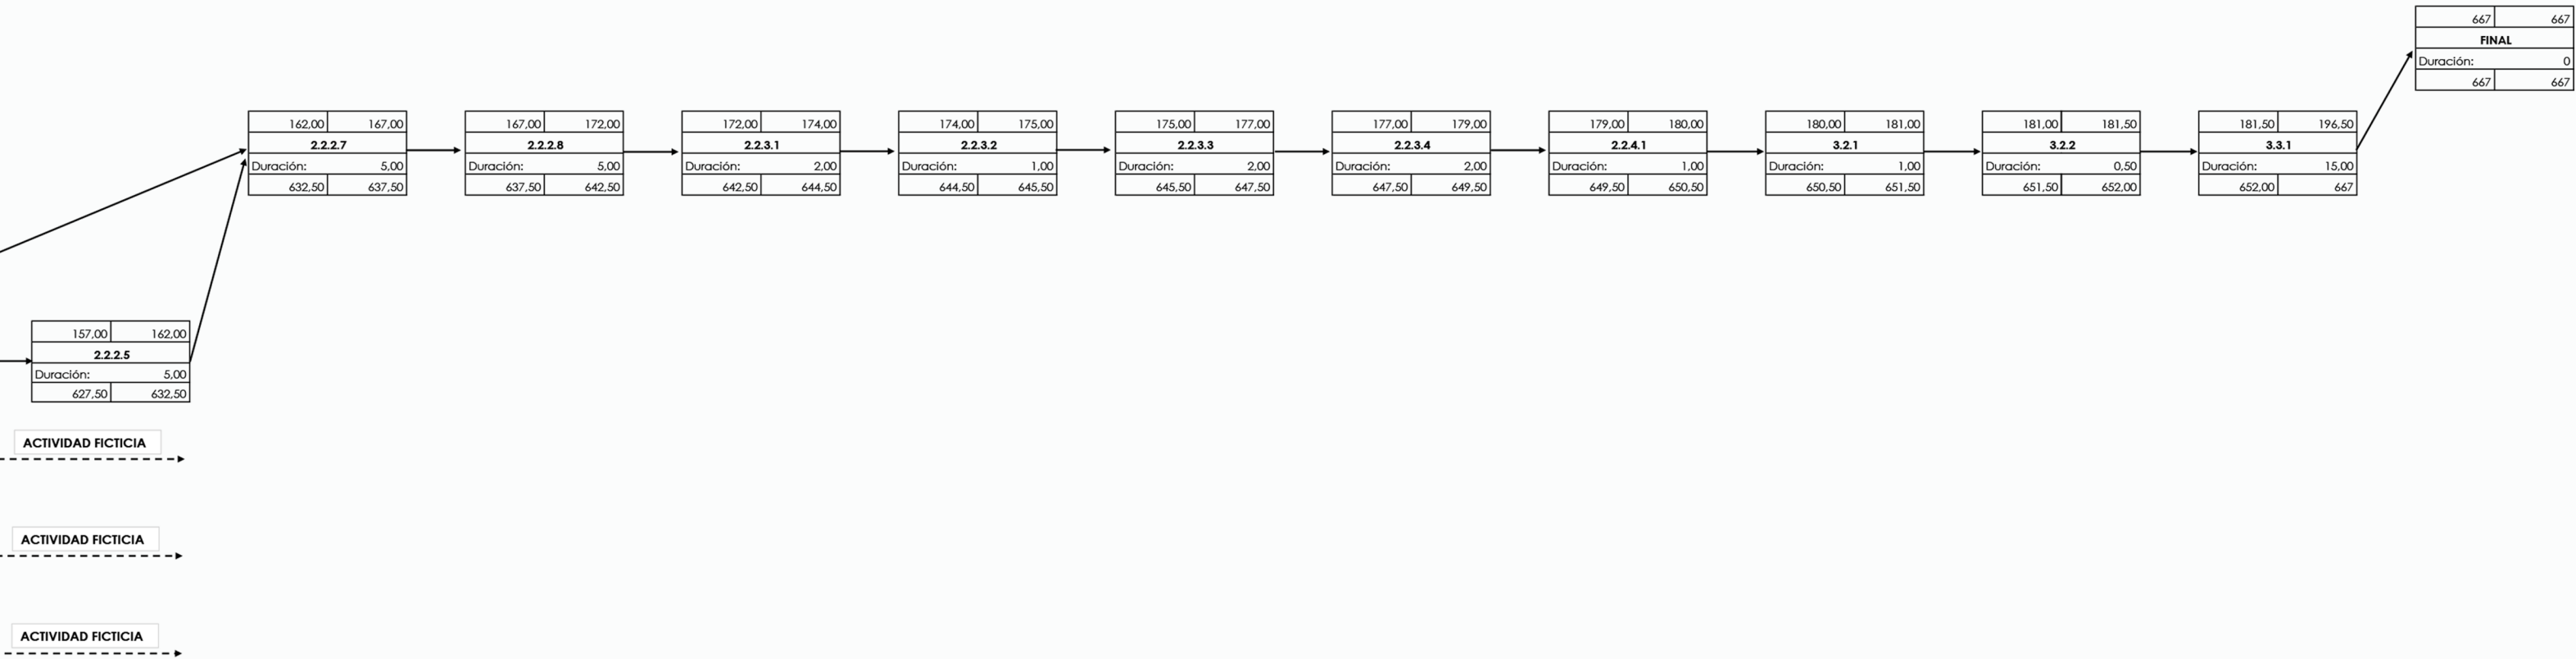 667 667
FINAL
Duración: 0
667 667
162,00 167,00
2.2.2.7
Duración: 5,00
632,50 637,50
167,00 172,00
2.2.2.8
Duración: 5,00
637,50 642,50
172,00 174,00
2.2.3.1
Duración: 2,00
642,50 644,50
174,00 175,00
2.2.3.2
Duración: 1,00
644,50 645,50
175,00 177,00
2.2.3.3
Duración: 2,00
645,50 647,50
177,00 179,00
2.2.3.4
Duración: 2,00
647,50 649,50
179,00 180,00
2.2.4.1
Duración: 1,00
649,50 650,50
180,00 181,00
3.2.1
Duración: 1,00
650,50 651,50
181,00 181,50
3.2.2
Duración: 0,50
651,50 652,00
181,50 196,50
3.3.1
Duración: 15,00
652,00 667
157,00 162,00
2.2.2.5
Duración: 5,00
627,50 632,50
ACTIVIDAD FICTICIA
ACTIVIDAD FICTICIA
ACTIVIDAD FICTICIA